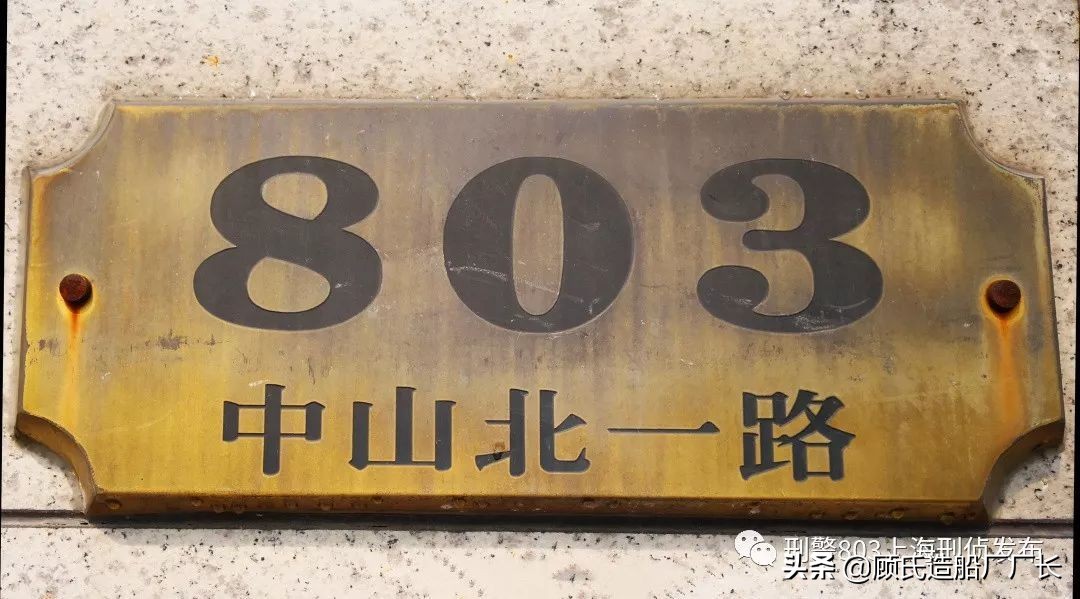 803
中山北一路
刑警803上海刑侦发布
头条 @顾氏造船厂厂长